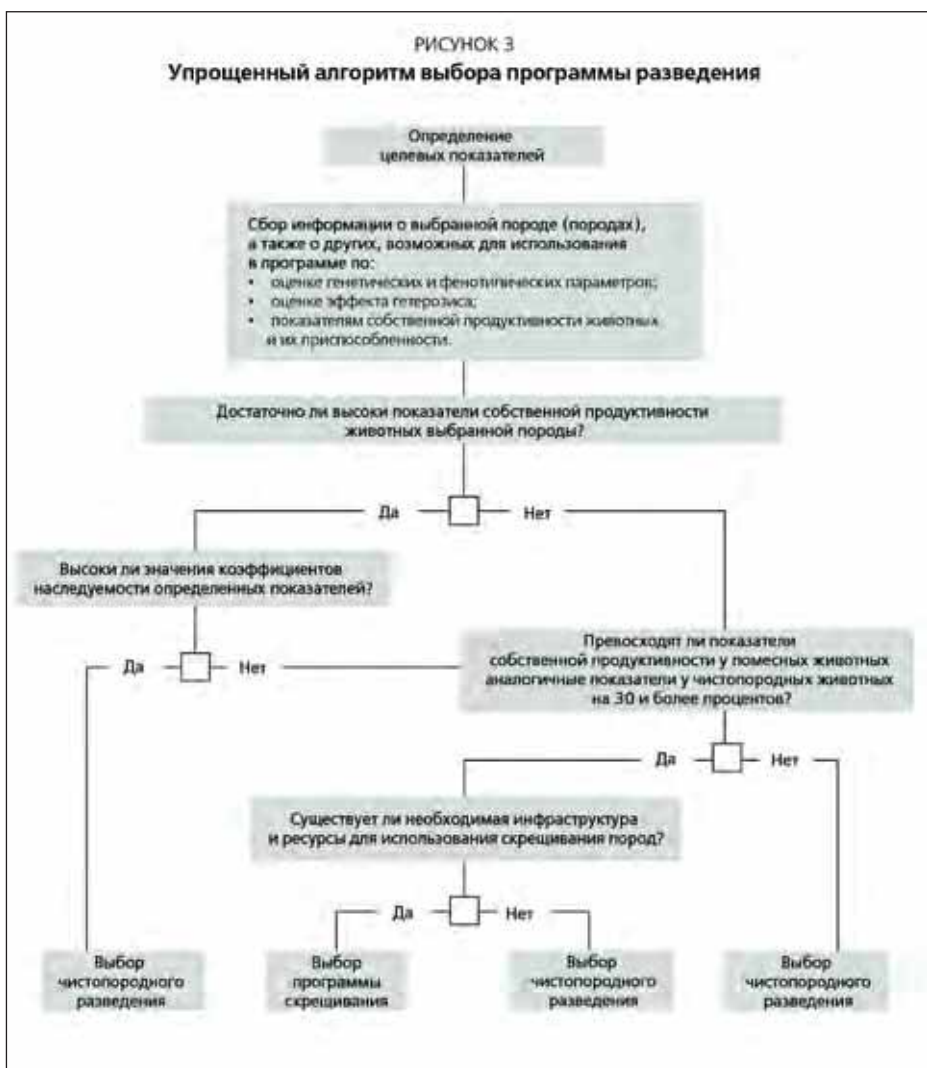 РИСУНОК 3
Упрощенный алгоритм выбора программы разведения
Определение
целевых показателей
Сбор информации о выбранной породе (породах),
а также о других, возможных для использования
в программе по:
• оценке генетических и фенотипических параметров;
• оценке эффекта гетерозиса;
• показателям собственной продуктивности животных
и их приспособленности.
Достаточно ли высоки показатели собственной продуктивности
животных выбранной породы?
Да
Нет
Высоки ли значения коэффициентов
наследуемости определенных показателей?
Да
Нет
Превосходят ли показатели
собственной продуктивности у помесных животных
аналогичные показатели у чистопородных животных
на 30 и более процентов?
Да
Нет
Существует ли необходимая инфраструктура
и ресурсы для использования скрещивания пород?
Да
Нет
Выбор
чистопородного
разведения
Выбор
программы
скрещивания
Выбор
чистопородного
разведения
Выбор
чистопородного
разведения